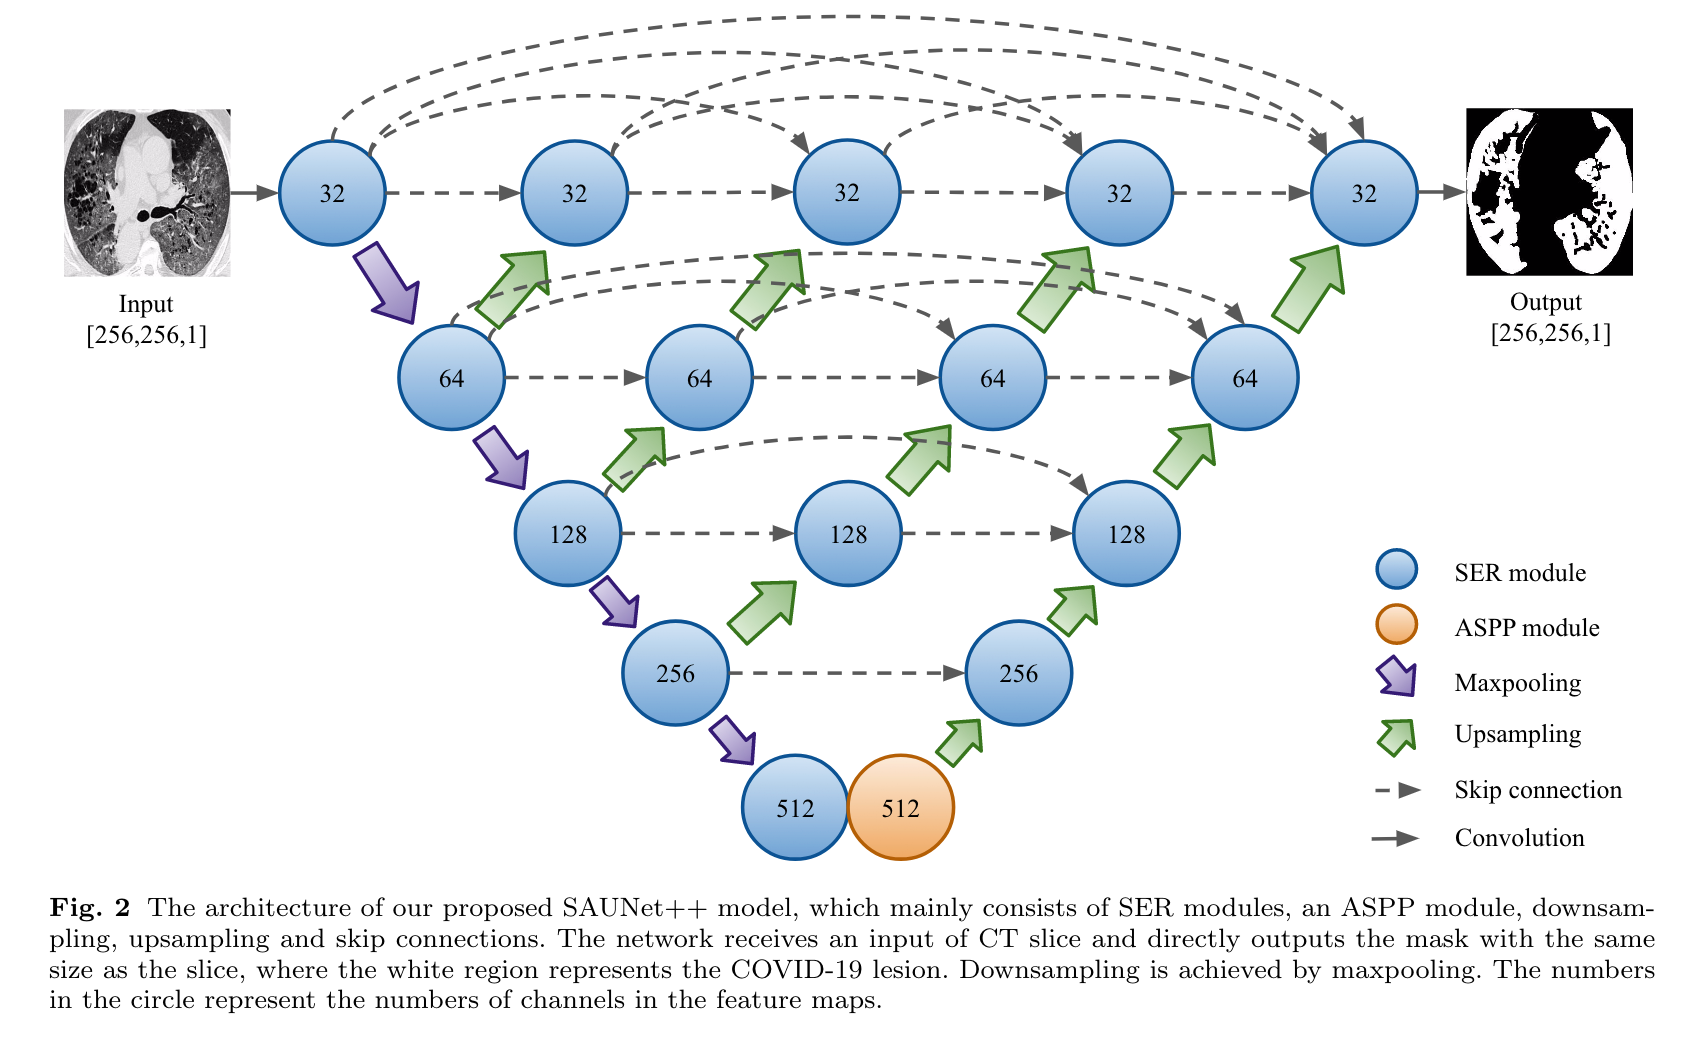 32 32 32 32 32
Input
[256,256,1]
Output
[256,256,1]
64 64 64 64
128 128 128
256 256
512 512
SER module
ASPP module
Maxpooling
Upsampling
Skip connection
Convolution
Fig. 2 The architecture of our proposed SAUNet++ model, which mainly consists of SER modules, an ASPP module, downsam-
pling, upsampling and skip connections. The network receives an input of CT slice and directly outputs the mask with the same
size as the slice, where the white region represents the COVID-19 lesion. Downsampling is achieved by maxpooling. The numbers
in the circle represent the numbers of channels in the feature maps.